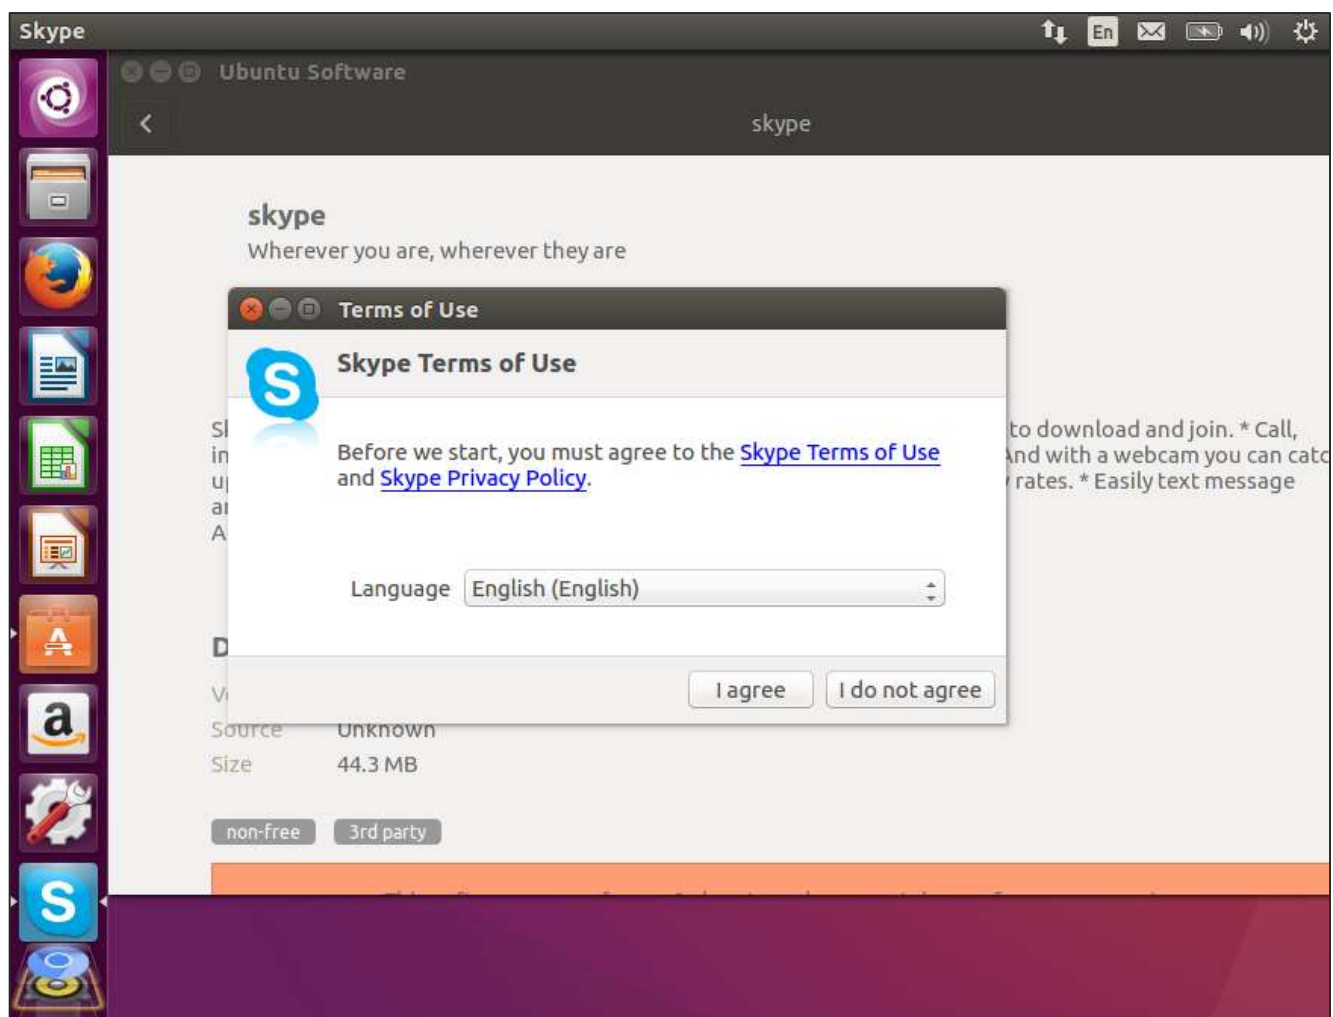 Skype
En
Ubuntu Software
skype
skype
Wherever you are, wherever they are
Terms of Use
Skype Terms of Use
to download and join. * Call,
And with a webcam you can catc
rates. * Easily text message
Before we start, you must agree to the Skype Terms of Use
and Skype Privacy Policy.
Language English (English)
I agree I do not agree
Source Unknown
Size 44.3 MB
non-free 3rd party